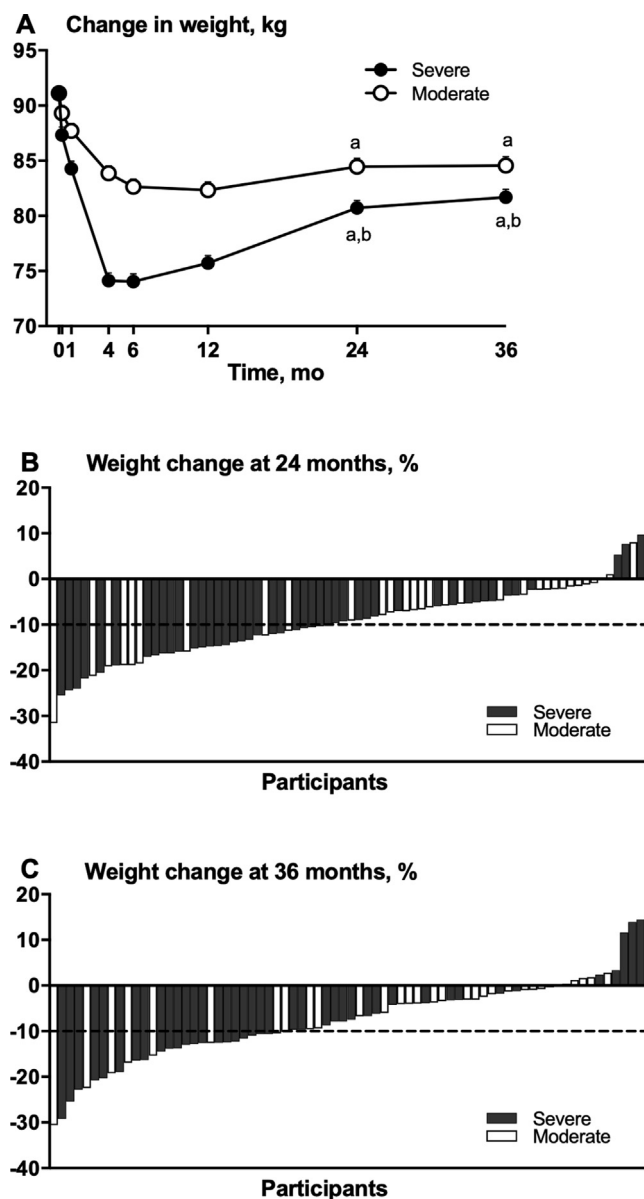 A Change in weight, kg
95
90
85
80
75
70
Severe
Moderate
a
a
a,b
a,b
0 1 4 6 12 24 36
Time, mo
B Weight change at 24 months, %
20
10
0
-10
-20
-30
-40
Severe
Moderate
Participants
C Weight change at 36 months, %
20
10
0
-10
-20
-30
-40
Severe
Moderate
Participants